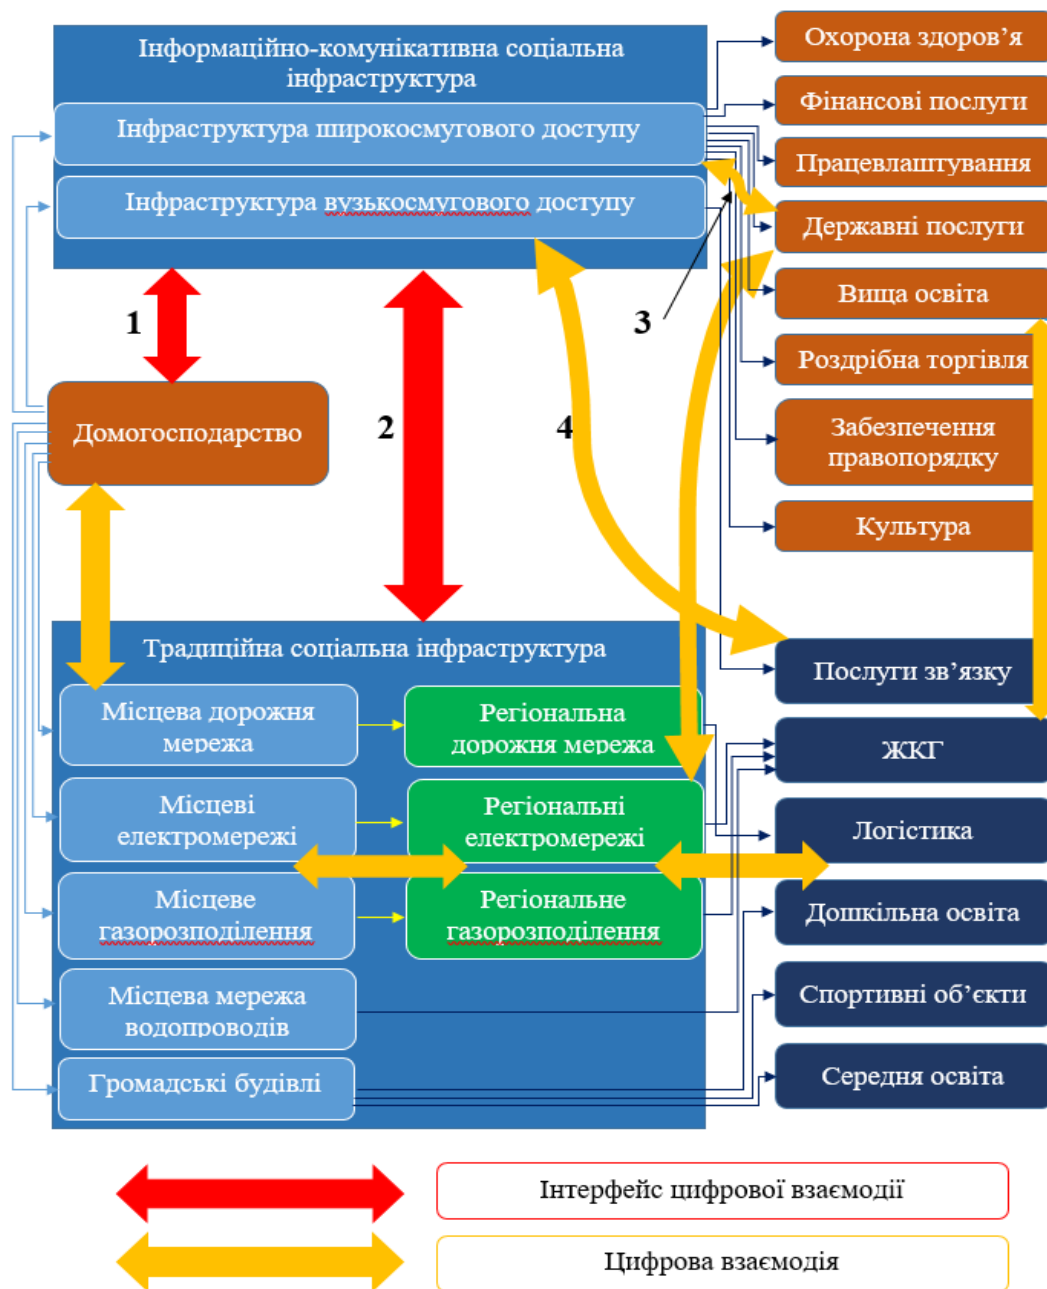 Інформаційно-комунікативна соціальна
інфраструктура
Інфраструктура широкосмугового доступу
Інфраструктура вузькосмугового доступу
Охорона здоров’я
Фінансові послуги
Працевлаштування
Державні послуги
Вища освіта
Роздрібна торгівля
Забезпечення
правопорядку
Культура
1
2
3
4
Домогосподарство
Традиційна соціальна інфраструктура
Місцева дорожня
мережа
Регіональна
дорожня мережа
Місцеві
електромережі
Регіональні
електромережі
Місцеве
газорозподілення
Регіональне
газорозподілення
Місцева мережа
водопроводів
Громадські будівлі
Послуги зв’язку
ЖКГ
Логістика
Дошкільна освіта
Спортивні об’єкти
Середня освіта
Інтерфейс цифрової взаємодії
Цифрова взаємодія